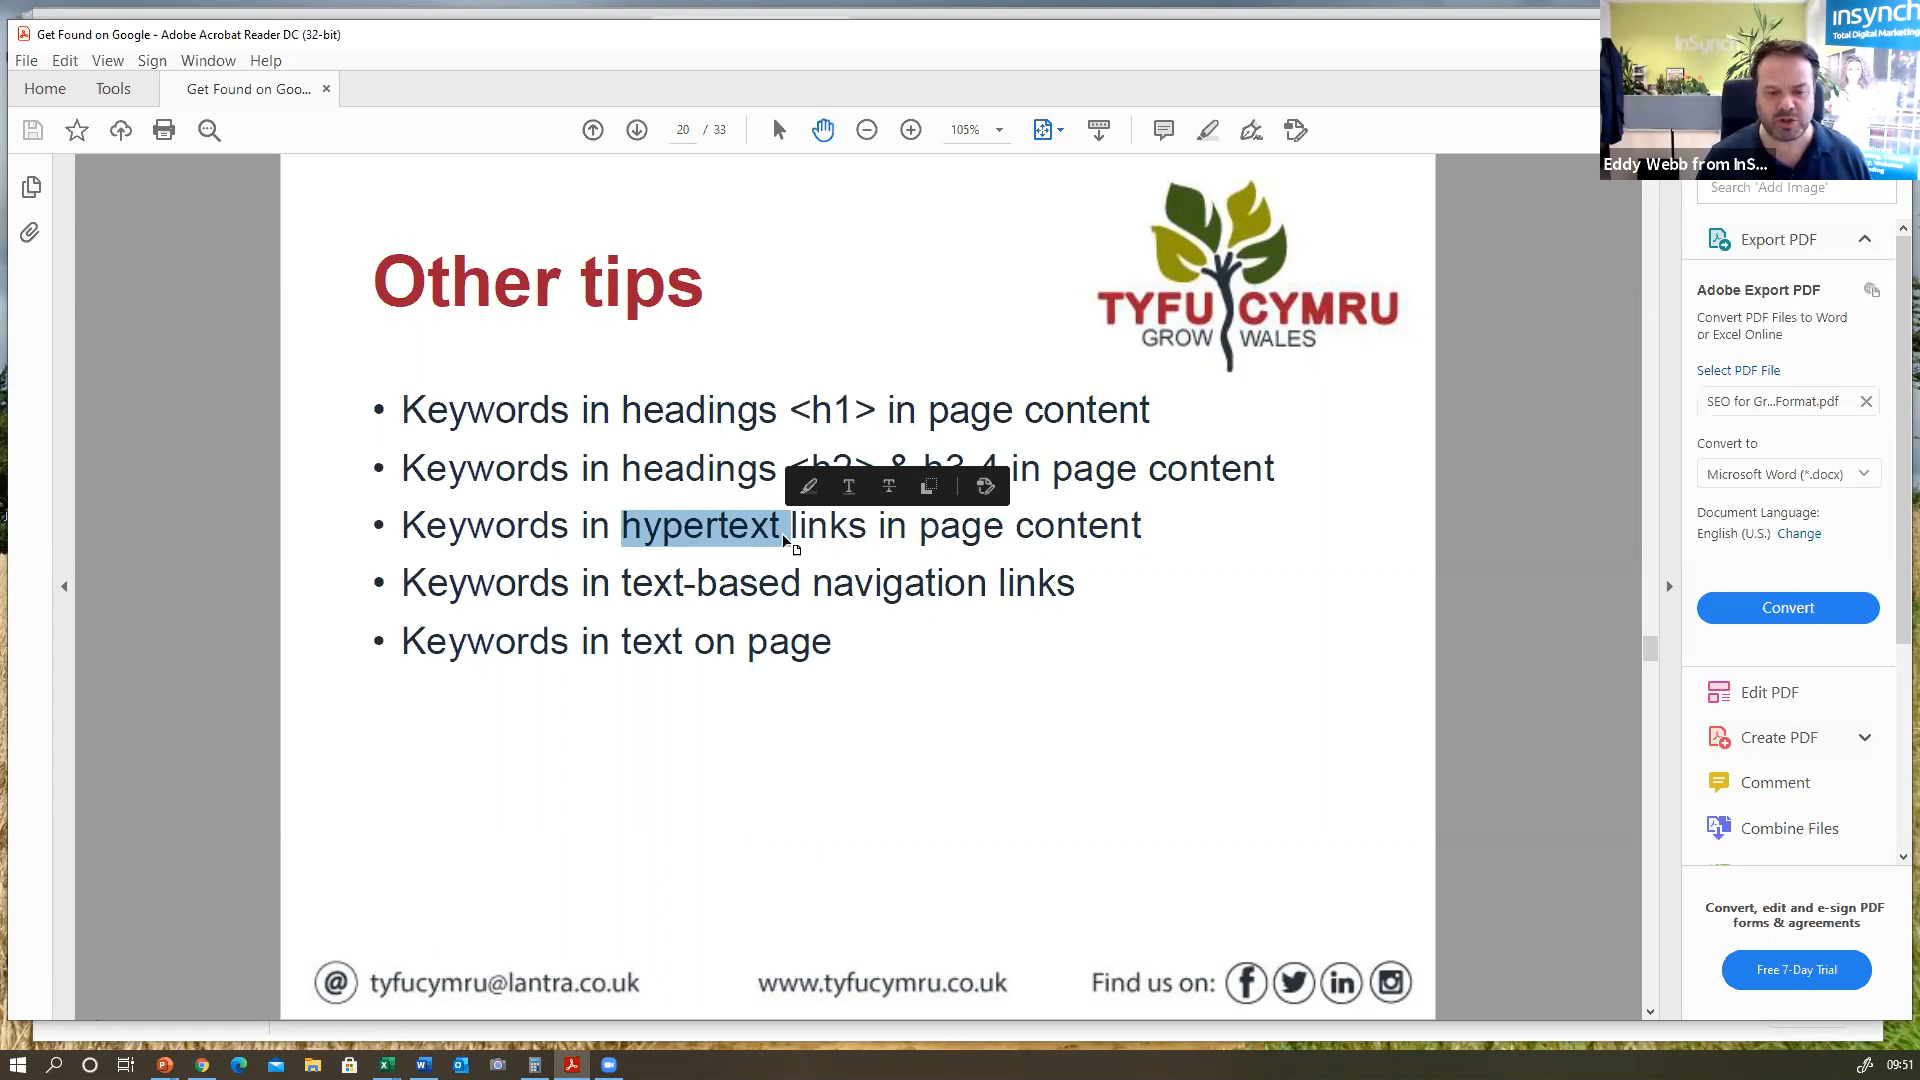 Get Found on Google - Adobe Acrobat Reader DC (32-bit)
File Edit View Sign Window Help
Home Tools Get Found on Goo... ×
20 / 33 105%
insynch
Total Digital Marketing
Eddy Webb from InS...
Other tips
TYFU CYMRU
GROW WALES
• Keywords in headings <h1> in page content
• Keywords in headings <h2> & h3-4 in page content
• Keywords in hypertext links in page content
• Keywords in text-based navigation links
• Keywords in text on page
@ tyfucymru@lantra.co.uk www.tyfucymru.co.uk Find us on:
Search 'Add Image'
Export PDF
Adobe Export PDF
Convert PDF Files to Word
or Excel Online
Select PDF File
SEO for Gr...Format.pdf
Convert to
Microsoft Word (*.docx)
Document Language:
English (U.S.) Change
Convert
Edit PDF
Create PDF
Comment
Combine Files
Convert, edit and e-sign PDF
forms & agreements
Free 7-Day Trial
09:51